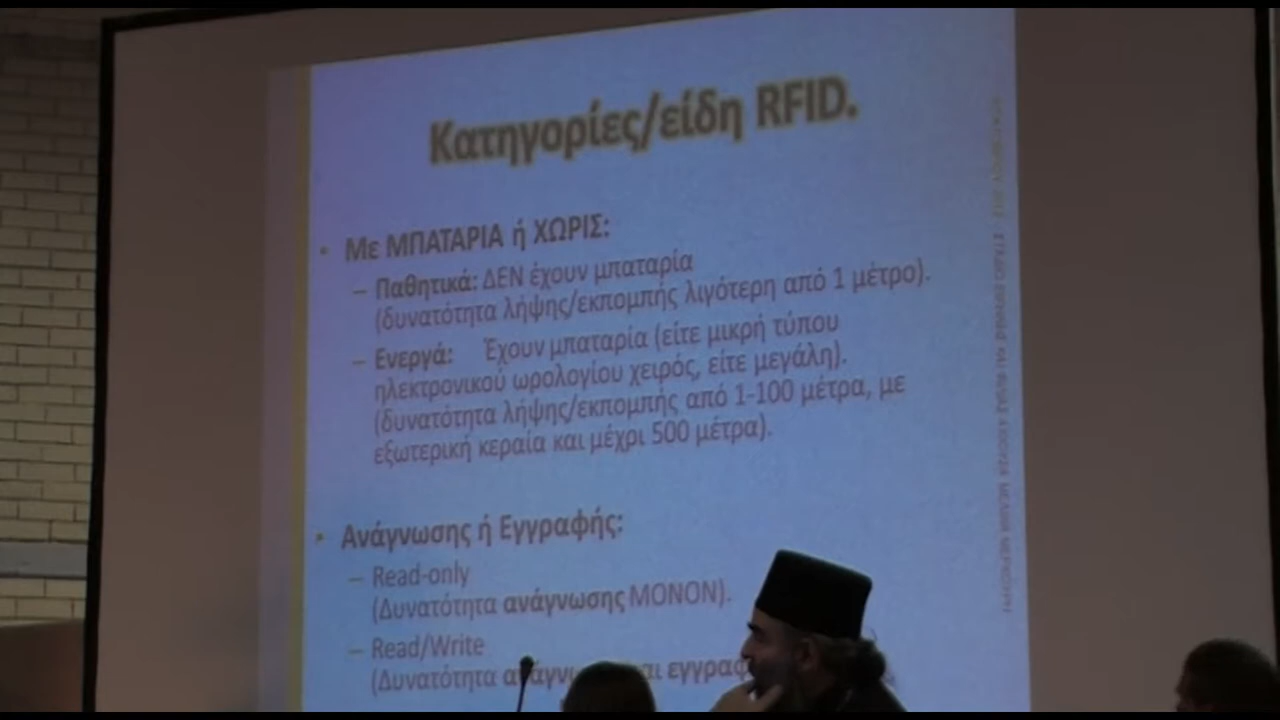 Κατηγορίες/είδη RFID.
• Με ΜΠΑΤΑΡΙΑ ή ΧΩΡΙΣ:
– Παθητικά: ΔΕΝ έχουν μπαταρία
(δυνατότητα λήψης/εκπομπής λιγότερη από 1 μέτρο).
– Ενεργά: Έχουν μπαταρία (είτε μικρή τύπου
ηλεκτρονικού ωρολογίου χειρός, είτε μεγάλη).
(δυνατότητα λήψης/εκπομπής από 1-100 μέτρα, με
εξωτερική κεραία και μέχρι 500 μέτρα).
• Ανάγνωσης ή Εγγραφής:
– Read-only
(Δυνατότητα ανάγνωσης ΜΟΝΟΝ).
– Read/Write
(Δυνατότητα